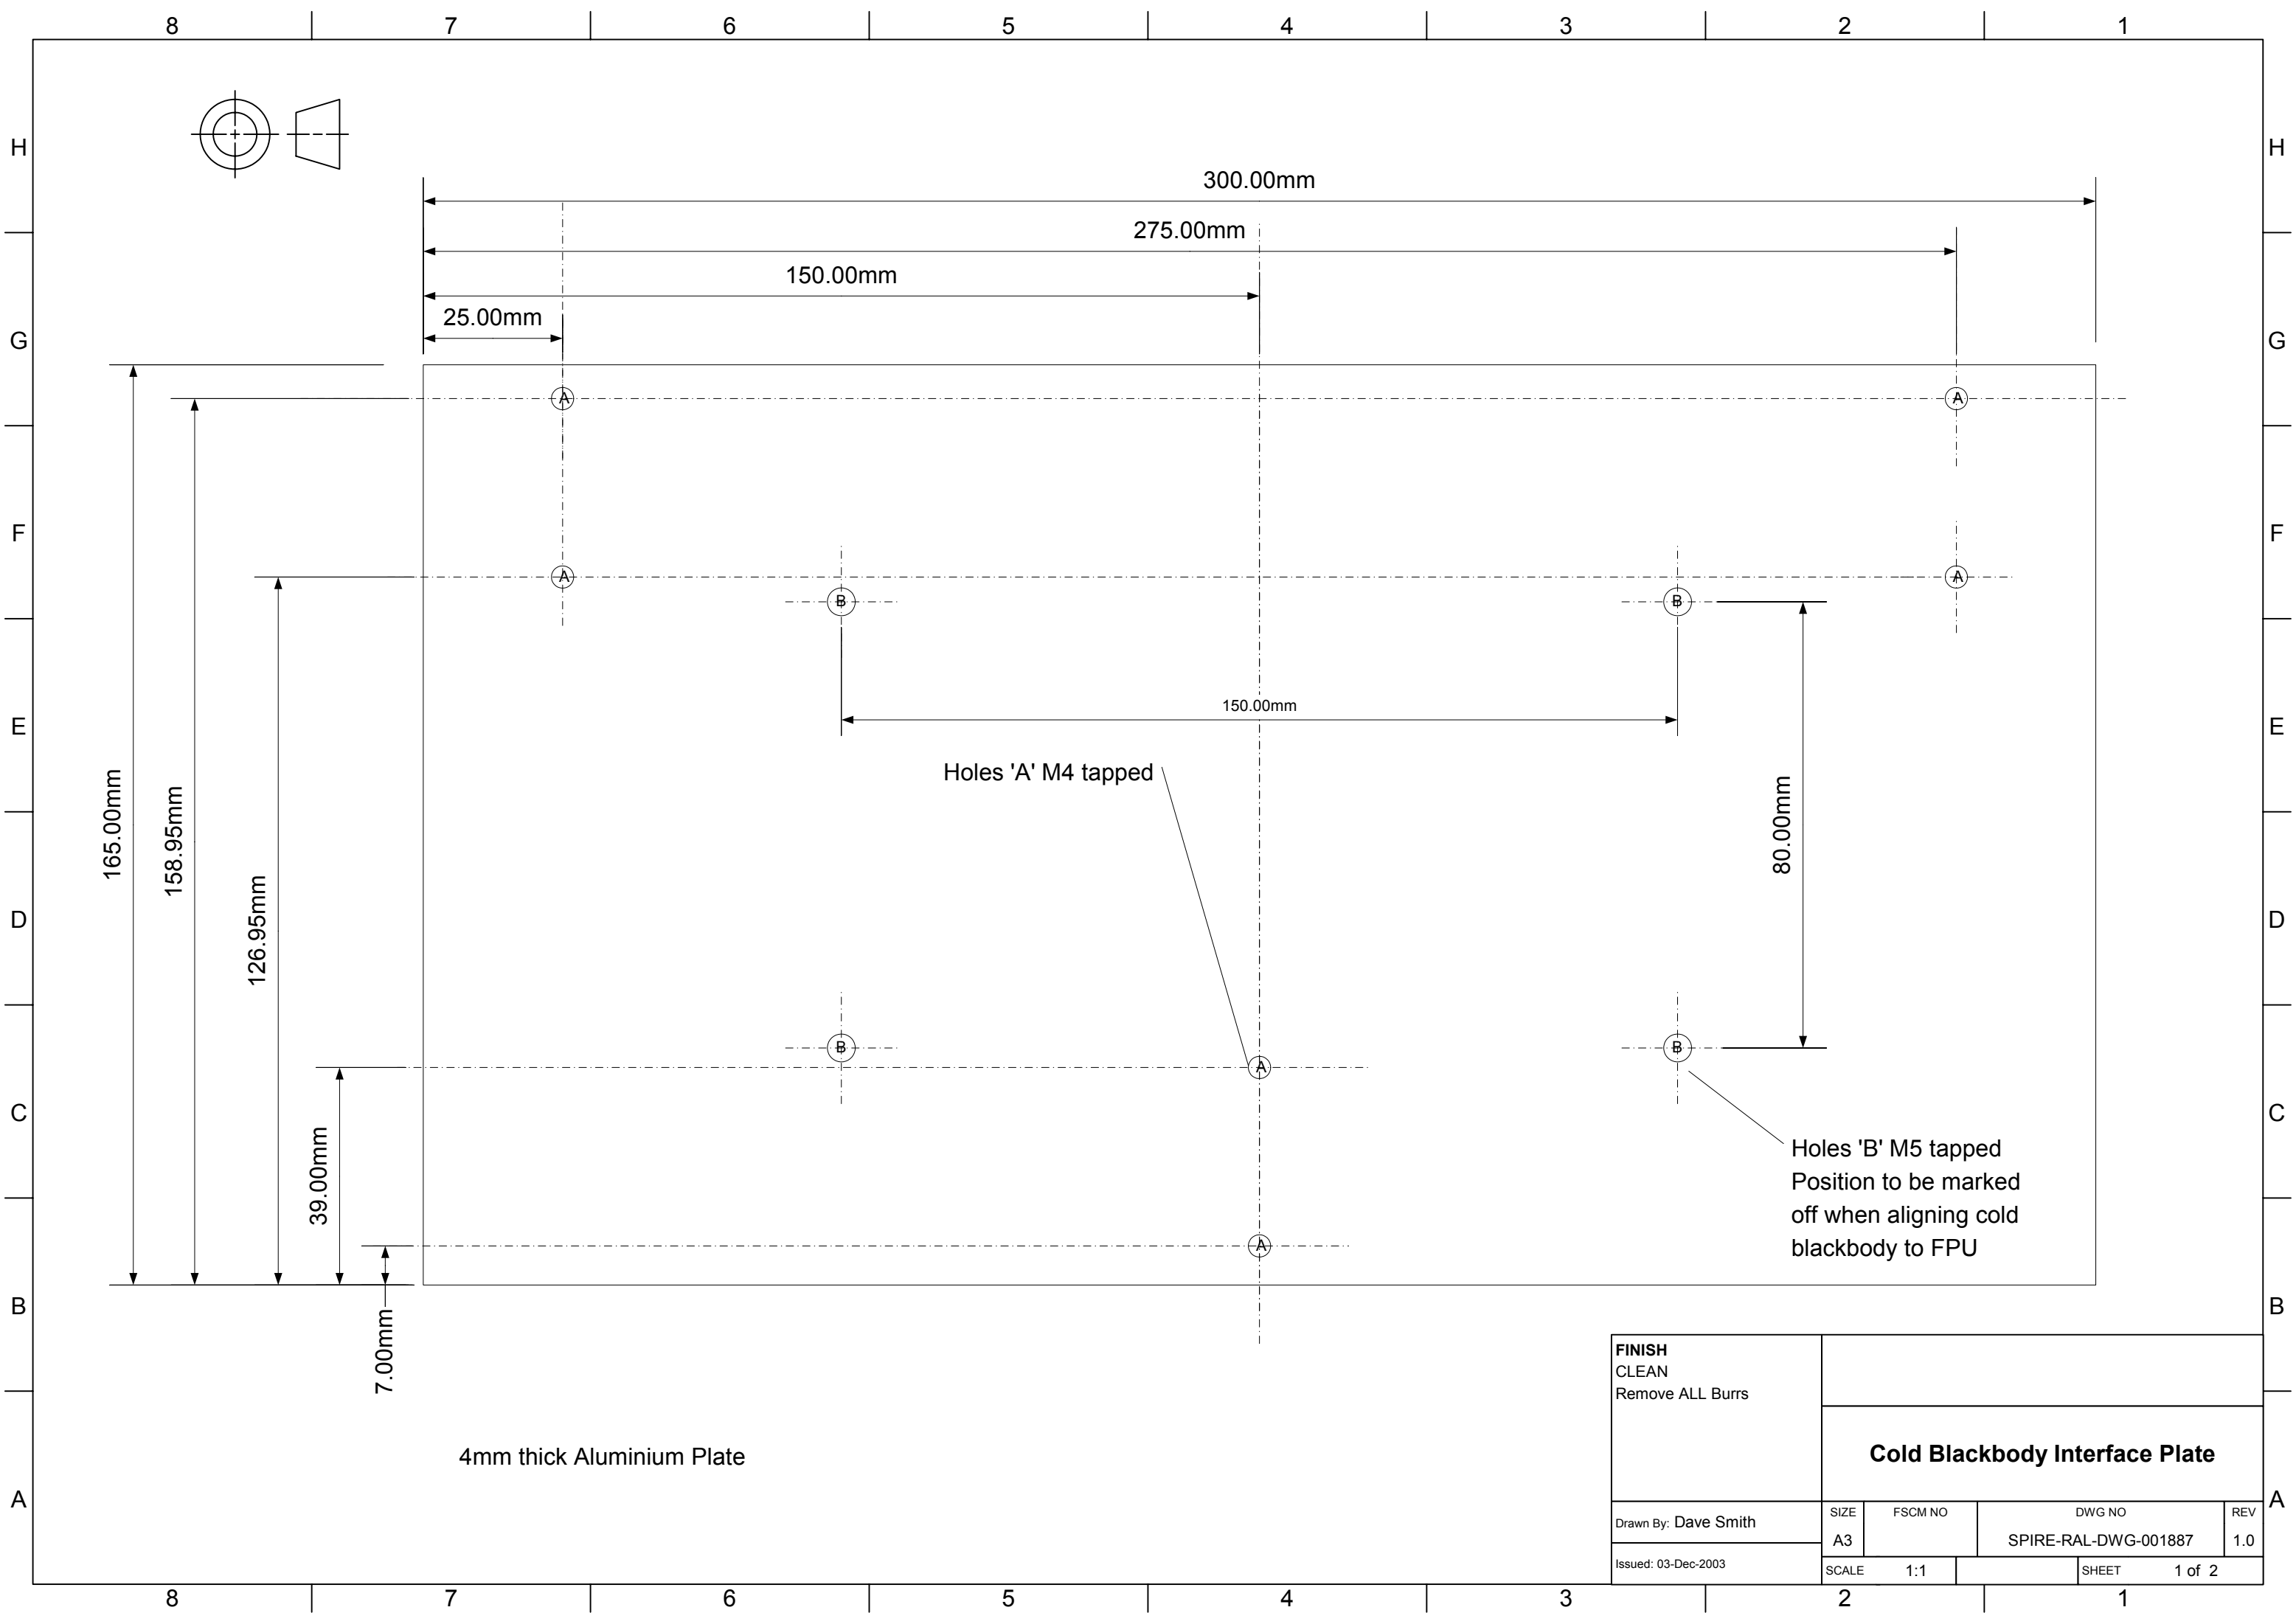 8 7 6 5 4 3 2 1
H H
300.00mm
275.00mm
150.00mm
25.00mm
G G
A A
F F
A A
B B
150.00mm
E E
Holes 'A' M4 tapped
165.00mm
158.95mm
126.95mm
80.00mm
D D
B B
A
39.00mm
C C
Holes 'B' M5 tapped
Position to be marked
off when aligning cold
blackbody to FPU
A
B B
7.00mm
4mm thick Aluminium Plate
A A
FINISH
CLEAN
Remove ALL Burrs
Cold Blackbody Interface Plate
Drawn By: Dave Smith
Issued: 03-Dec-2003
SIZE FSCM NO DWG NO REV
A3 SPIRE-RAL-DWG-001887 1.0
SCALE 1:1 SHEET 1 of 2
8 7 6 5 4 3 2 1